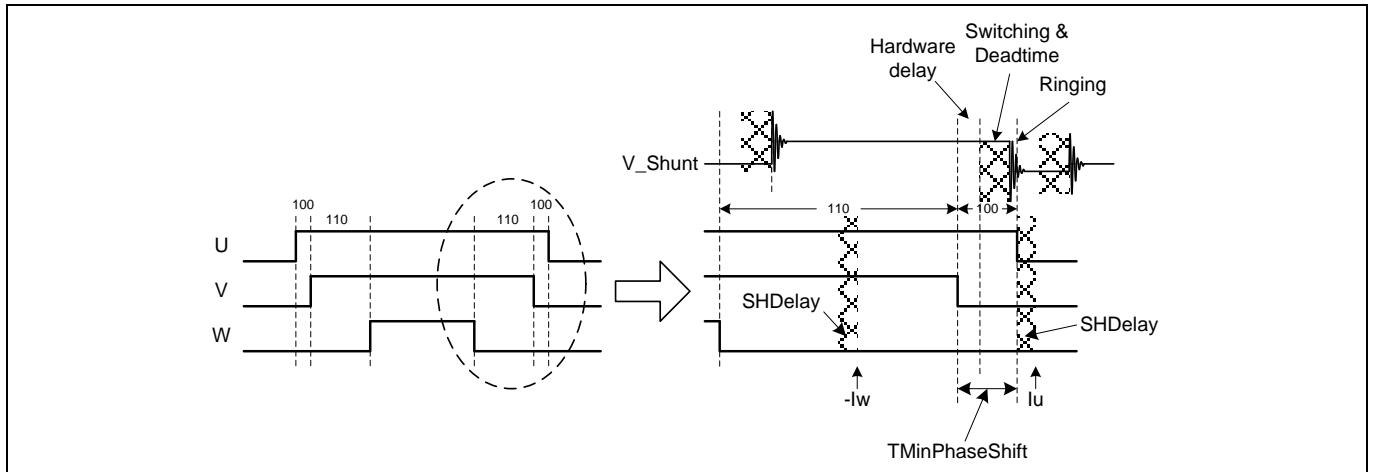 Switching &
Deadtime
Hardware
delay
Ringing
V_Shunt
110
100
100
110
110
100
U
V
W
SHDelay
SHDelay
-Iw
Iu
TMinPhaseShift